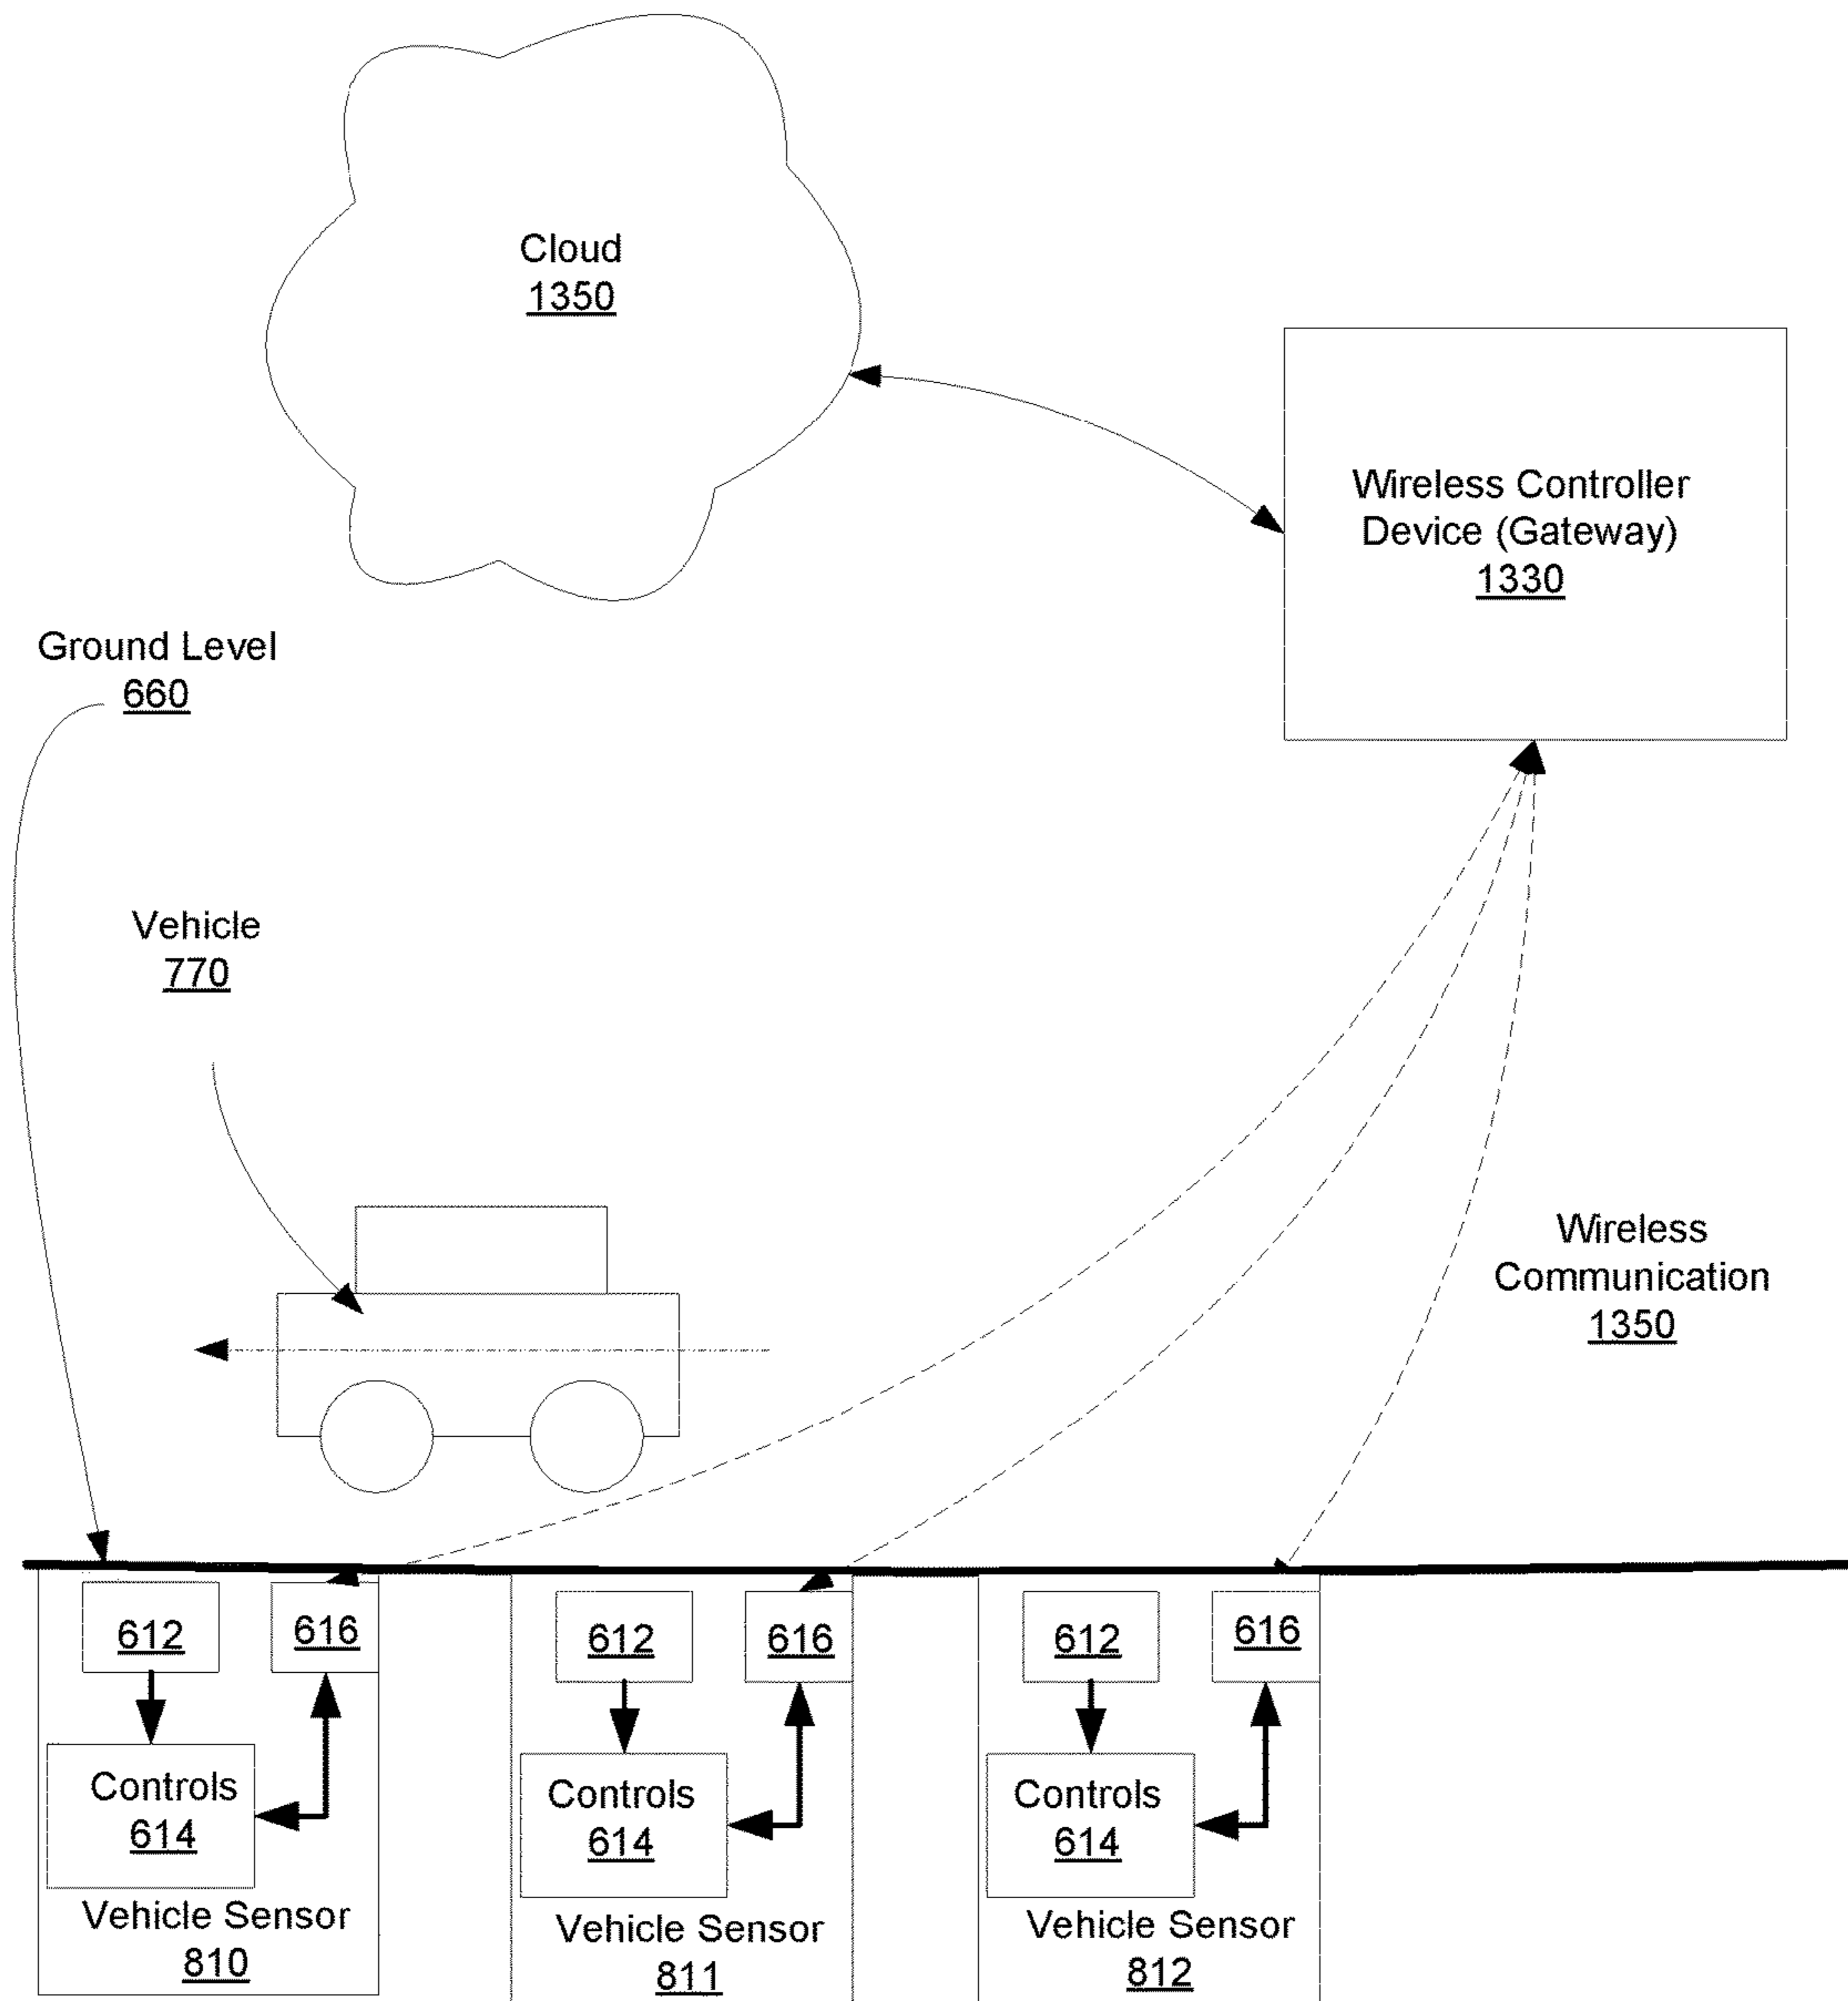 Cloud
1350
Wireless Controller
Device (Gateway)
1330
Ground Level
660
Vehicle
770
Wireless
Communication
1350
612
616
Controls
614
Vehicle Sensor
810
612
616
Controls
614
Vehicle Sensor
811
612
616
Controls
614
Vehicle Sensor
812